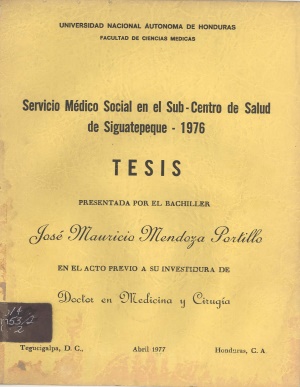 UNIVERSIDAD NACIONAL AUTONOMA DE HONDURAS
FACULTAD DE CIENCIAS MEDICAS
Servicio Médico Social en el Sub-Centro de Salud
de Siguatepeque - 1976
TESIS
PRESENTADA POR EL BACHILLER
José Mauricio Mendoza Portillo
EN EL ACTO PREVIO A SU INVESTIDURA DE
Doctor en Medicina y Cirugía
Tegucigalpa, D. C., Abril 1977 Honduras, C. A.